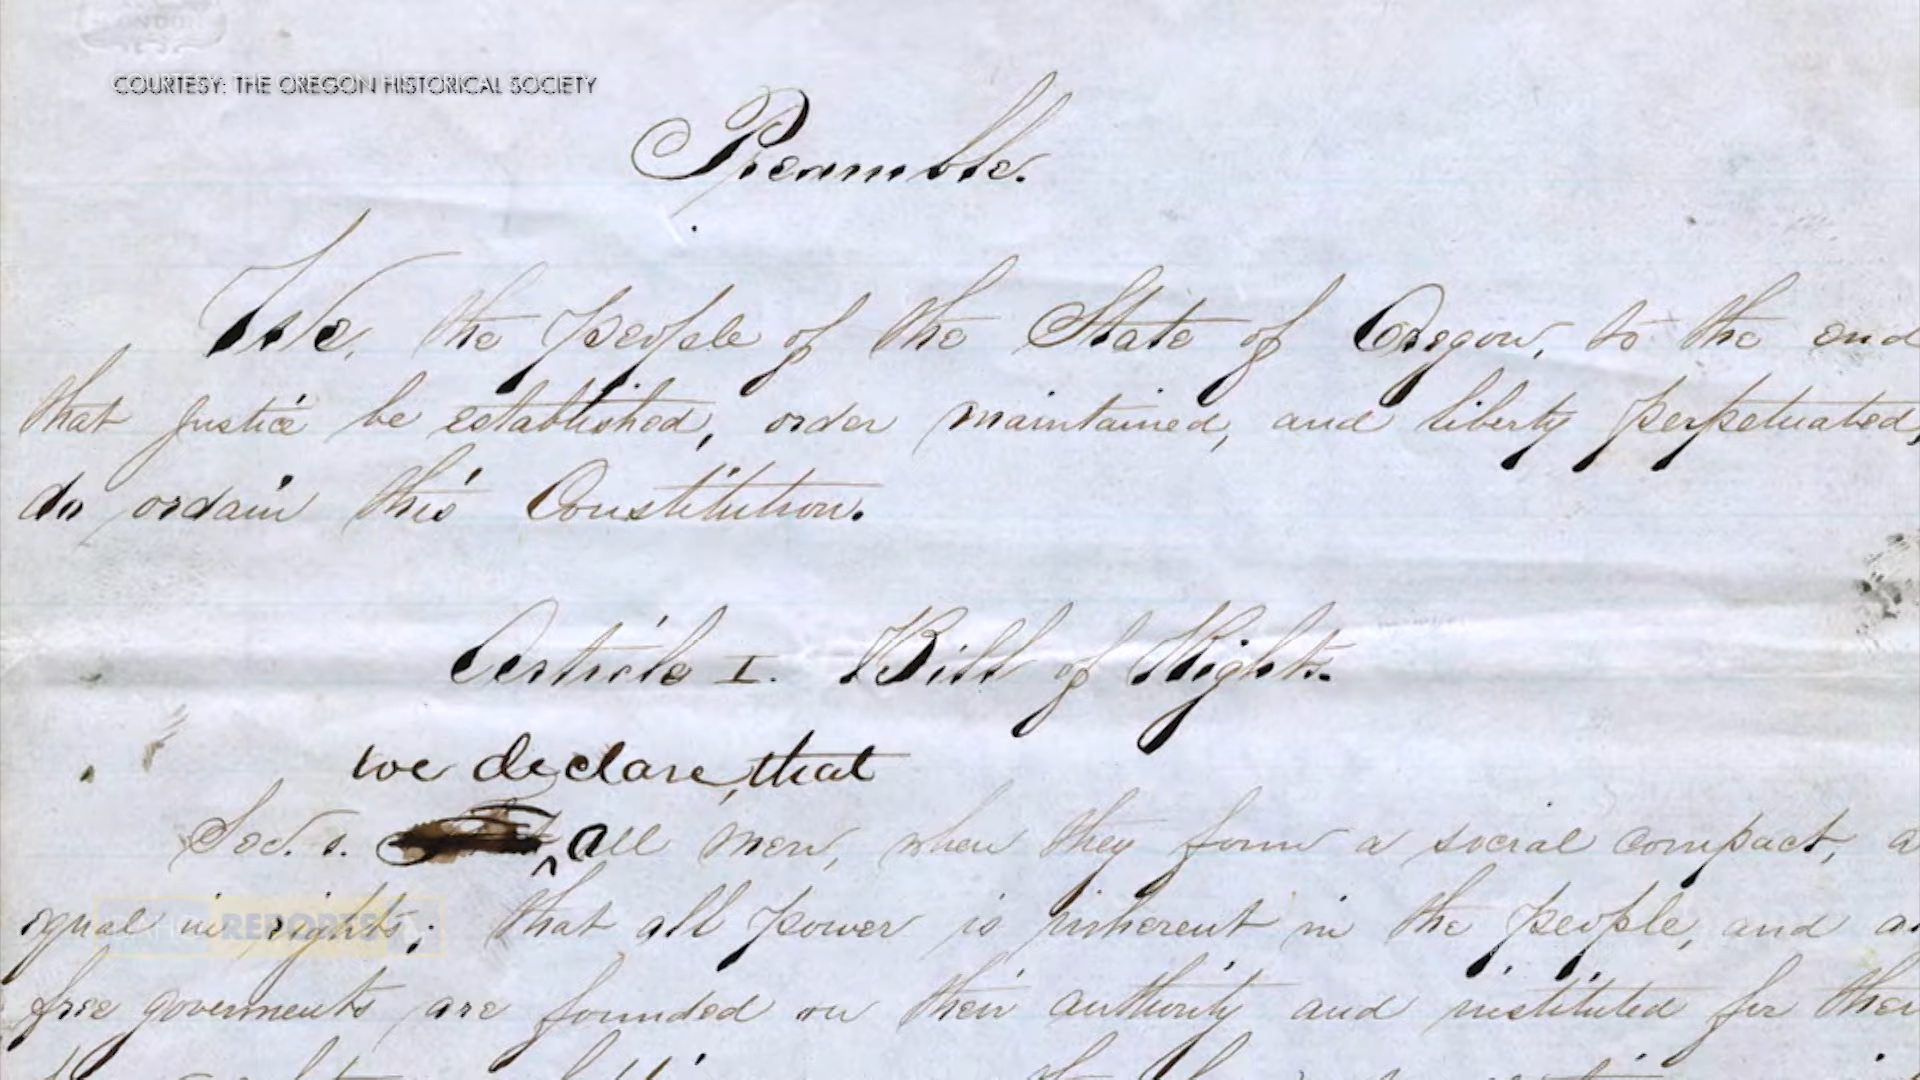 LONDON
COURTESY: THE OREGON HISTORICAL SOCIETY
Preamble.
We, the people of the State of Oregon, to the end
that justice be established, order maintained, and liberty perpetuated,
do ordain this Constitution.
Article I. Bill of Rights.
we declare, that
Sec. 1. all men, when they form a social compact, a
equal in rights; that all power is inherent in the people, and a
free governments are founded on their authority and instituted for their
REPORTS